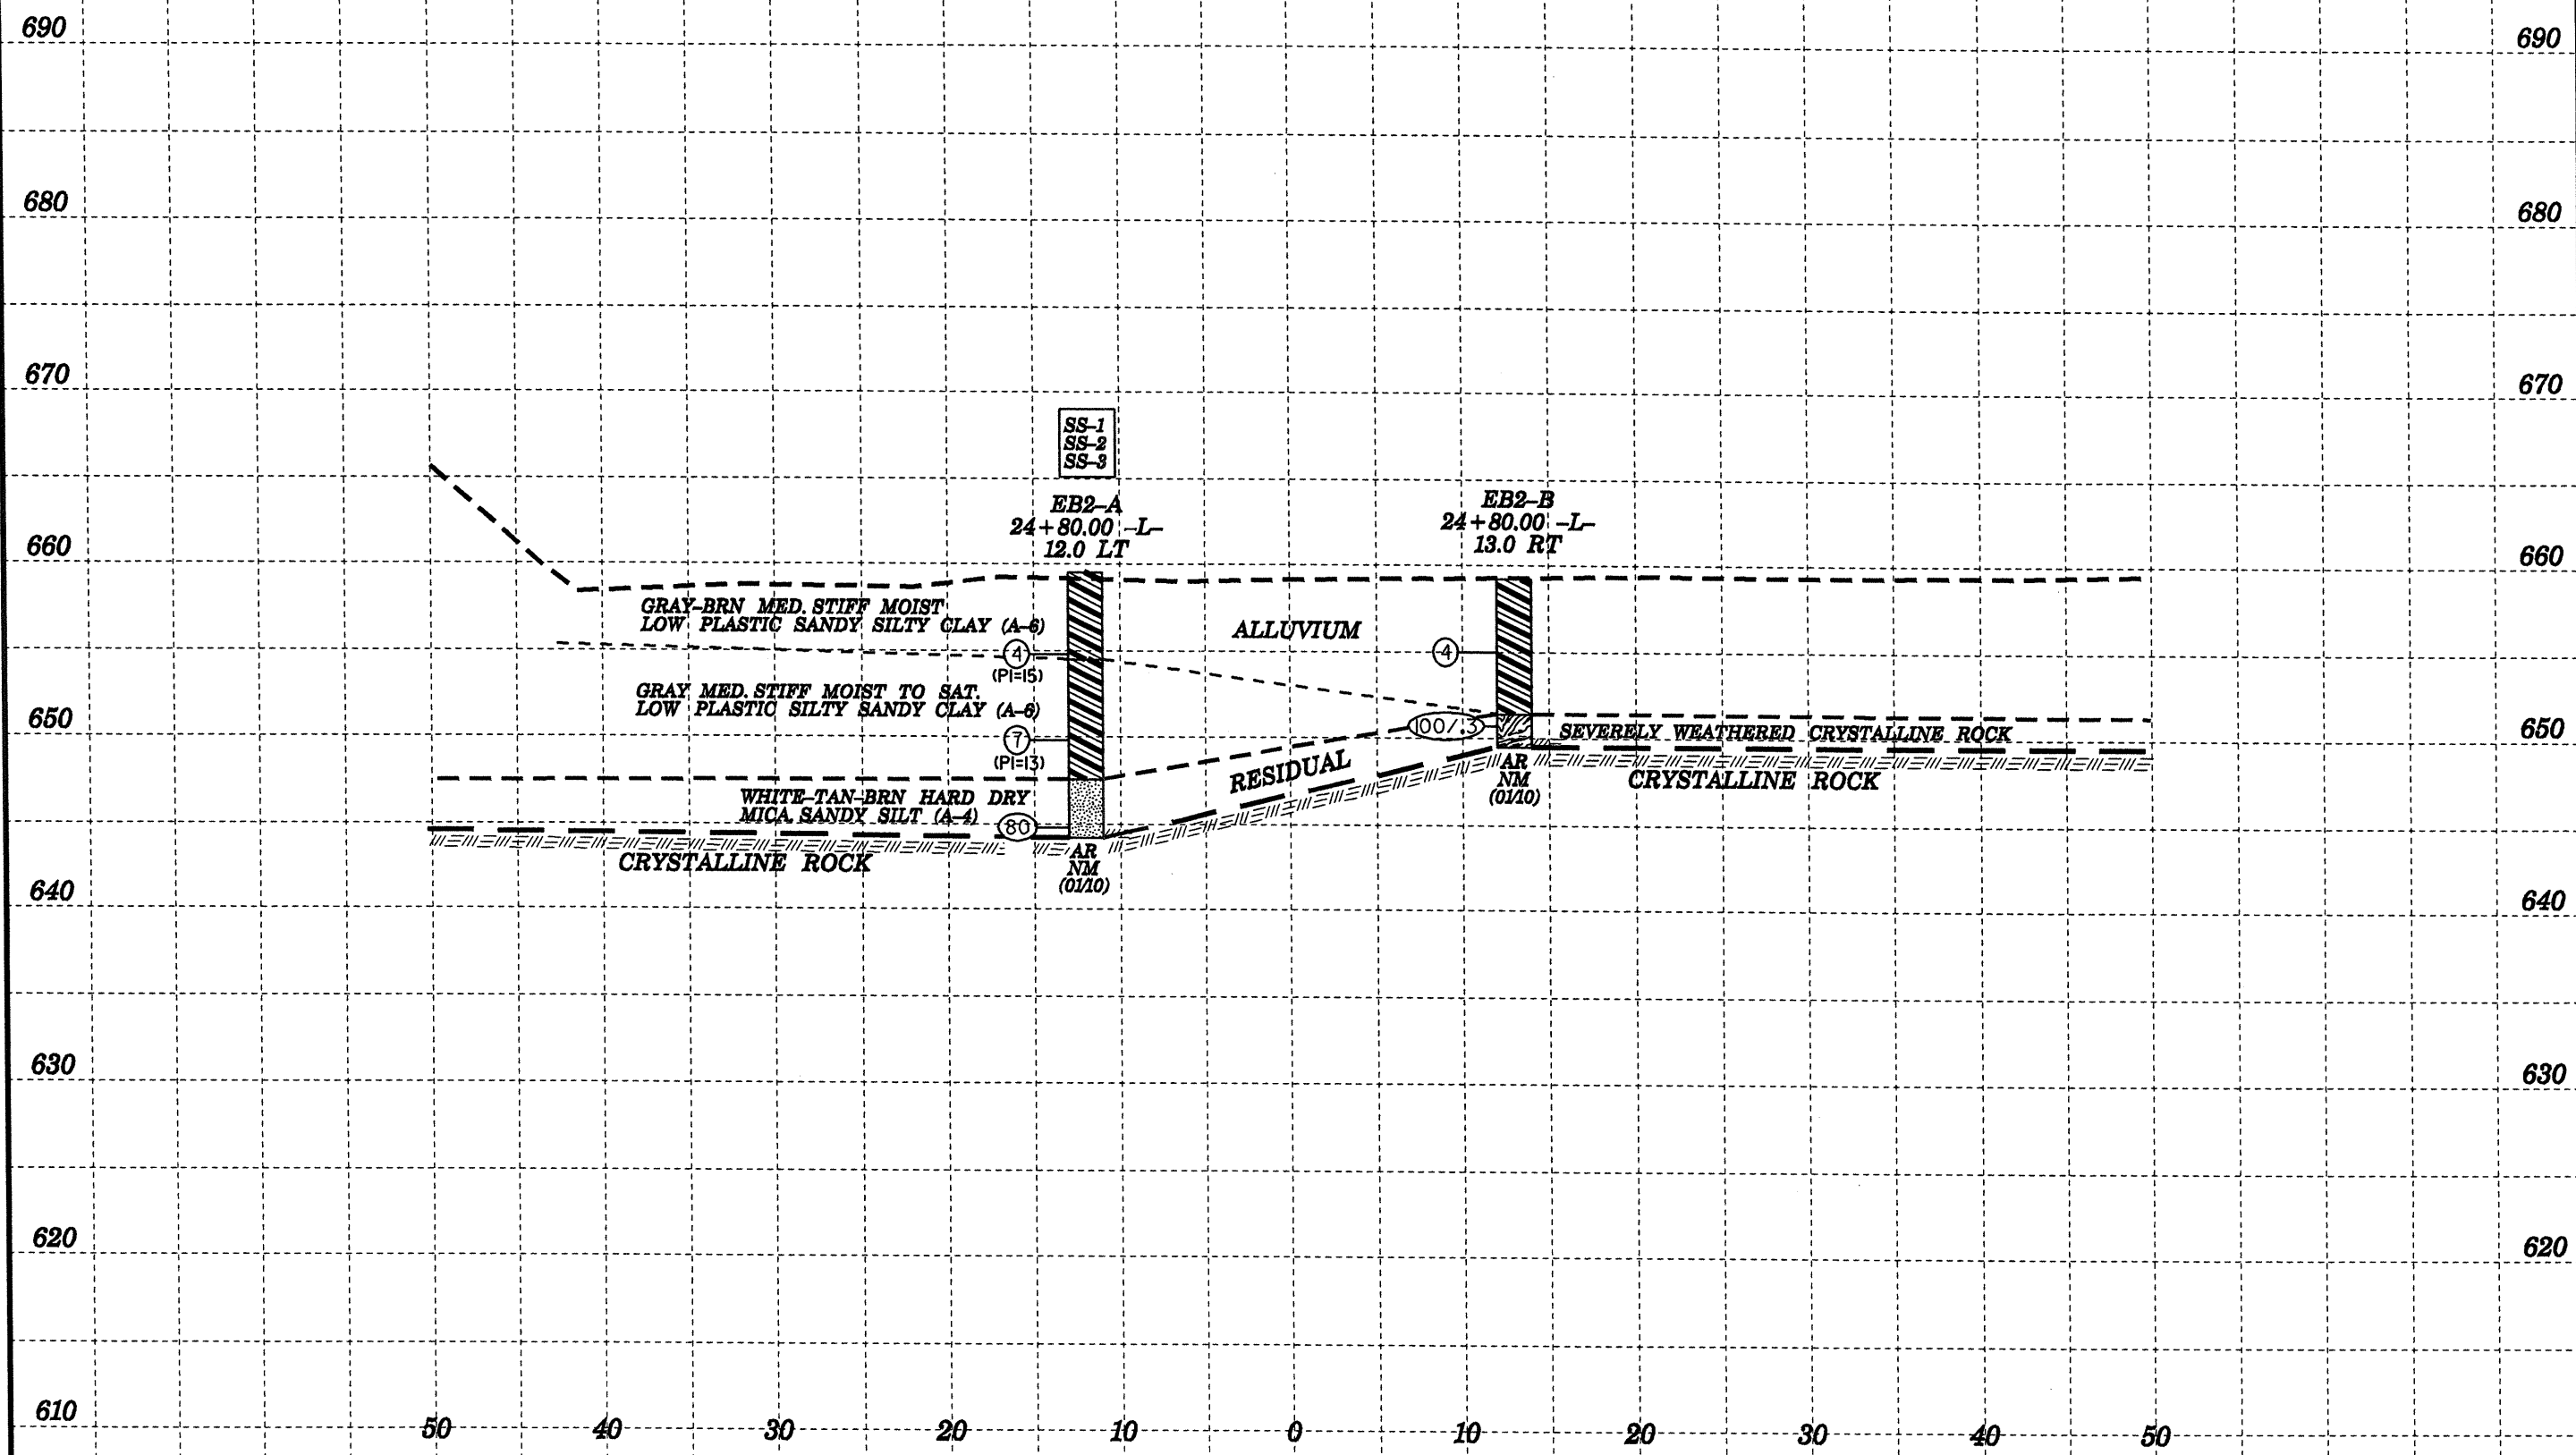 690 690
680 680
670 670
SS-1
SS-2
SS-3
EB2-A
24+80.00 -L-
12.0 LT
EB2-B
24+80.00 -L-
13.0 RT
660 660
GRAY-BRN MED. STIFF MOIST
LOW PLASTIC SANDY SILTY CLAY (A-6)
ALLUVIUM
4
(PI=15)
4
GRAY MED. STIFF MOIST TO SAT.
LOW PLASTIC SILTY SANDY CLAY (A-6)
650 650
7
(PI=13)
100/.3
SEVERELY WEATHERED CRYSTALLINE ROCK
RESIDUAL
AR
NM
(01/10)
CRYSTALLINE ROCK
WHITE-TAN-BRN HARD DRY
MICA. SANDY SILT (A-4)
80
CRYSTALLINE ROCK
AR
NM
(01/10)
640 640
630 630
620 620
610
50 40 30 20 10 0 10 20 30 40 50